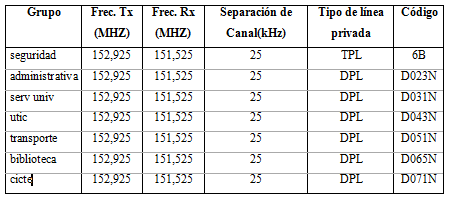 Grupo Frec. Tx Frec. Rx Separación de Tipo de línea Código
(MHZ) (MHZ) Canal(kHz) privada
seguridad 152,925 151,525 25 TPL 6B
administrativa 152,925 151,525 25 DPL D023N
serv univ 152,925 151,525 25 DPL D031N
utic 152,925 151,525 25 DPL D043N
transporte 152,925 151,525 25 DPL D051N
biblioteca 152,925 151,525 25 DPL D065N
cicte 152,925 151,525 25 DPL D071N